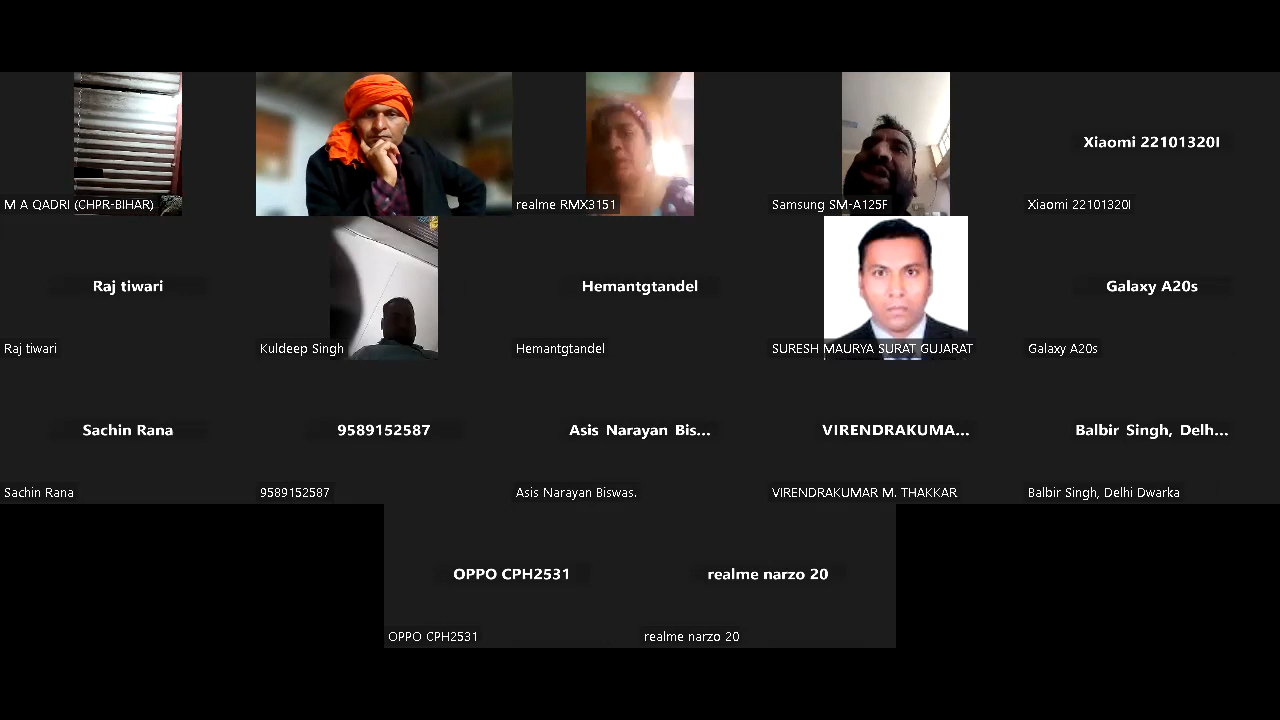 M A QADRI (CHPR-BIHAR)
realme RMX3151
Samsung SM-A125F
Xiaomi 22101320I
Xiaomi 22101320I
Raj tiwari
Raj tiwari
Kuldeep Singh
Hemantgtandel
Hemantgtandel
SURESH MAURYA SURAT GUJARAT
Galaxy A20s
Galaxy A20s
Sachin Rana
Sachin Rana
9589152587
9589152587
Asis Narayan Bis...
Asis Narayan Biswas.
VIRENDRAKUMA...
VIRENDRAKUMAR M. THAKKAR
Balbir Singh, Delh...
Balbir Singh, Delhi Dwarka
OPPO CPH2531
OPPO CPH2531
realme narzo 20
realme narzo 20